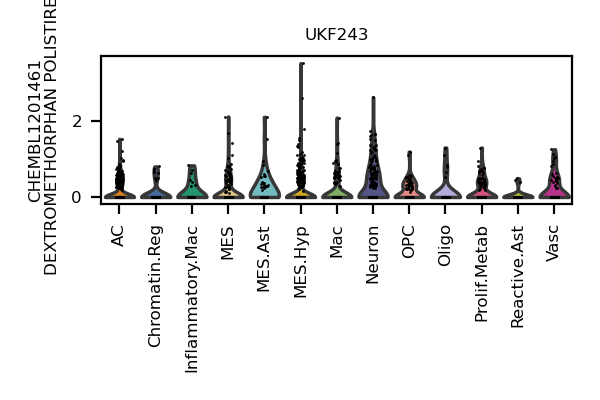 UKF243
CHEMBL1201461
DEXTROMETHORPHAN POLISTIRE
2
0
AC
Chromatin.Reg
Inflammatory.Mac
MES
MES.Ast
MES.Hyp
Mac
Neuron
OPC
Oligo
Prolif.Metab
Reactive.Ast
Vasc